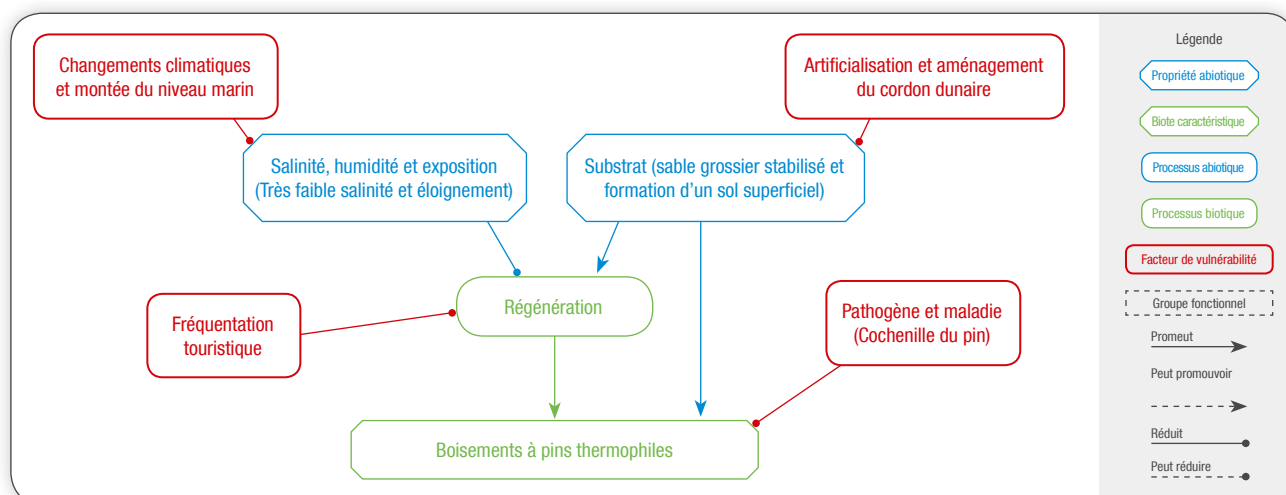 Changements climatiques
et montée du niveau marin
Artificialisation et aménagement
du cordon dunaire
Salinité, humidité et exposition
(Très faible salinité et éloignement)
Substrat (sable grossier stabilisé et
formation d'un sol superficiel)
Régénération
Fréquentation
touristique
Pathogène et maladie
(Cochenille du pin)
Boisements à pins thermophiles
Légende
Propriété abiotique
Biote caractéristique
Processus abiotique
Processus biotique
Facteur de vulnérabilité
Groupe fonctionnel
Promeut
Peut promouvoir
Réduit
Peut réduire